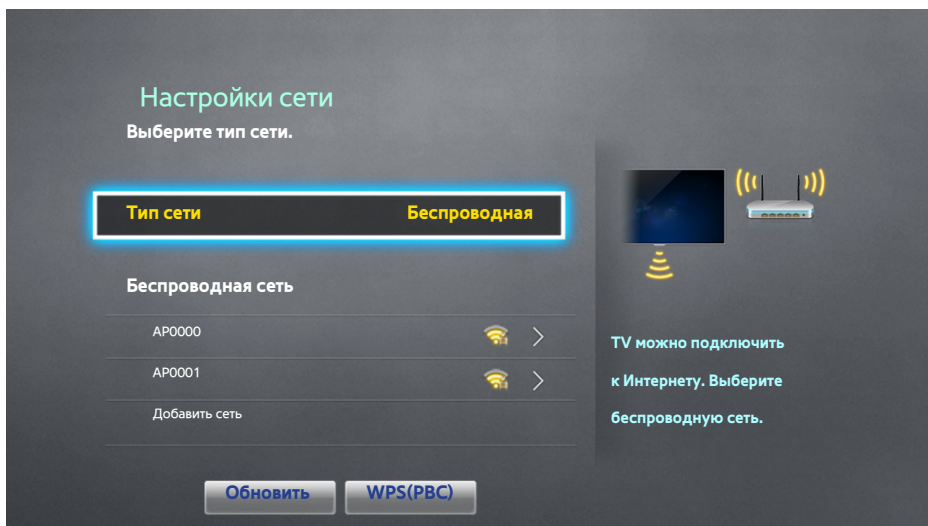 Настройки сети
Выберите тип сети.
Тип сети Беспроводная
Беспроводная сеть
AP0000
AP0001
Добавить сеть
Обновить WPS(PBC)
TV можно подключить
к Интернету. Выберите
беспроводную сеть.